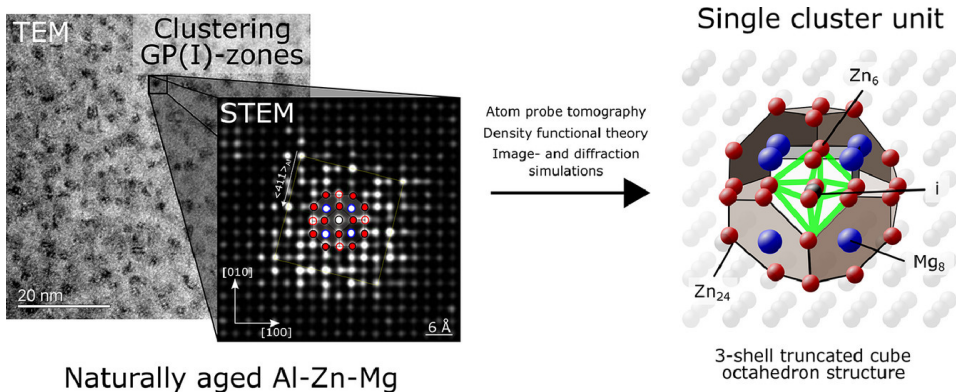 TEM
Clustering
GP(I)-zones
STEM
<411>Al
[010]
[100]
6 Å
20 nm
Naturally aged Al-Zn-Mg
Atom probe tomography
Density functional theory
Image- and diffraction
simulations
Single cluster unit
Zn6
i
Mg8
Zn24
3-shell truncated cube
octahedron structure